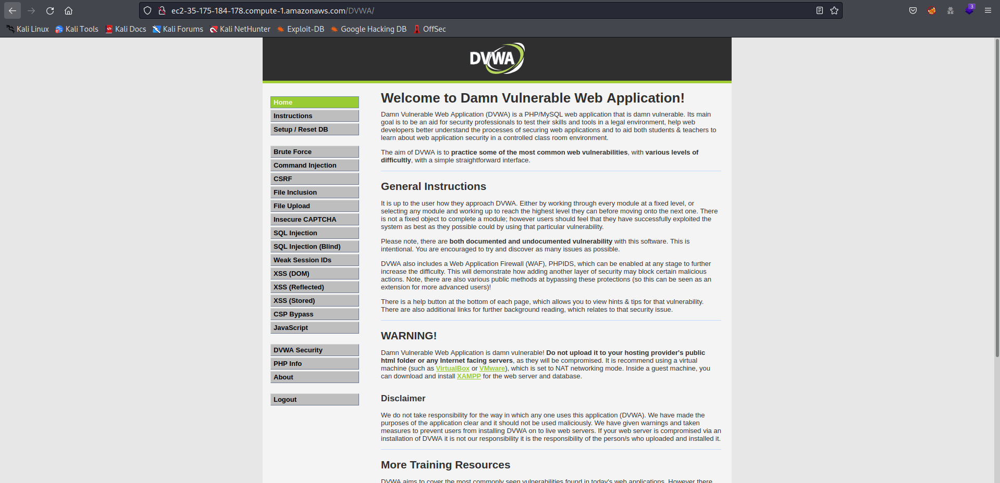 ec2-35-175-184-178.compute-1.amazonaws.com/DVWA/
3
Kali Linux Kali Tools Kali Docs Kali Forums Kali NetHunter Exploit-DB Google Hacking DB OffSec
DVWA
Home
Instructions
Setup / Reset DB
Brute Force
Command Injection
CSRF
File Inclusion
File Upload
Insecure CAPTCHA
SQL Injection
SQL Injection (Blind)
Weak Session IDs
XSS (DOM)
XSS (Reflected)
XSS (Stored)
CSP Bypass
JavaScript
DVWA Security
PHP Info
About
Logout
Welcome to Damn Vulnerable Web Application!
Damn Vulnerable Web Application (DVWA) is a PHP/MySQL web application that is damn vulnerable. Its main
goal is to be an aid for security professionals to test their skills and tools in a legal environment, help web
developers better understand the processes of securing web applications and to aid both students & teachers to
learn about web application security in a controlled class room environment.
The aim of DVWA is to practice some of the most common web vulnerabilities, with various levels of
difficultly, with a simple straightforward interface.
General Instructions
It is up to the user how they approach DVWA. Either by working through every module at a fixed level, or
selecting any module and working up to reach the highest level they can before moving onto the next one. There
is not a fixed object to complete a module; however users should feel that they have successfully exploited the
system as best as they possible could by using that particular vulnerability.
Please note, there are both documented and undocumented vulnerability with this software. This is
intentional. You are encouraged to try and discover as many issues as possible.
DVWA also includes a Web Application Firewall (WAF), PHPIDS, which can be enabled at any stage to further
increase the difficulty. This will demonstrate how adding another layer of security may block certain malicious
actions. Note, there are also various public methods at bypassing these protections (so this can be seen as an
extension for more advanced users)!
There is a help button at the bottom of each page, which allows you to view hints & tips for that vulnerability.
There are also additional links for further background reading, which relates to that security issue.
WARNING!
Damn Vulnerable Web Application is damn vulnerable! Do not upload it to your hosting provider's public
html folder or any Internet facing servers, as they will be compromised. It is recommend using a virtual
machine (such as VirtualBox or VMware), which is set to NAT networking mode. Inside a guest machine, you
can download and install XAMPP for the web server and database.
Disclaimer
We do not take responsibility for the way in which any one uses this application (DVWA). We have made the
purposes of the application clear and it should not be used maliciously. We have given warnings and taken
measures to prevent users from installing DVWA on to live web servers. If your web server is compromised via an
installation of DVWA it is not our responsibility it is the responsibility of the person/s who uploaded and installed it.
More Training Resources
DVWA aims to cover the most commonly seen vulnerabilities found in today's web applications. However there